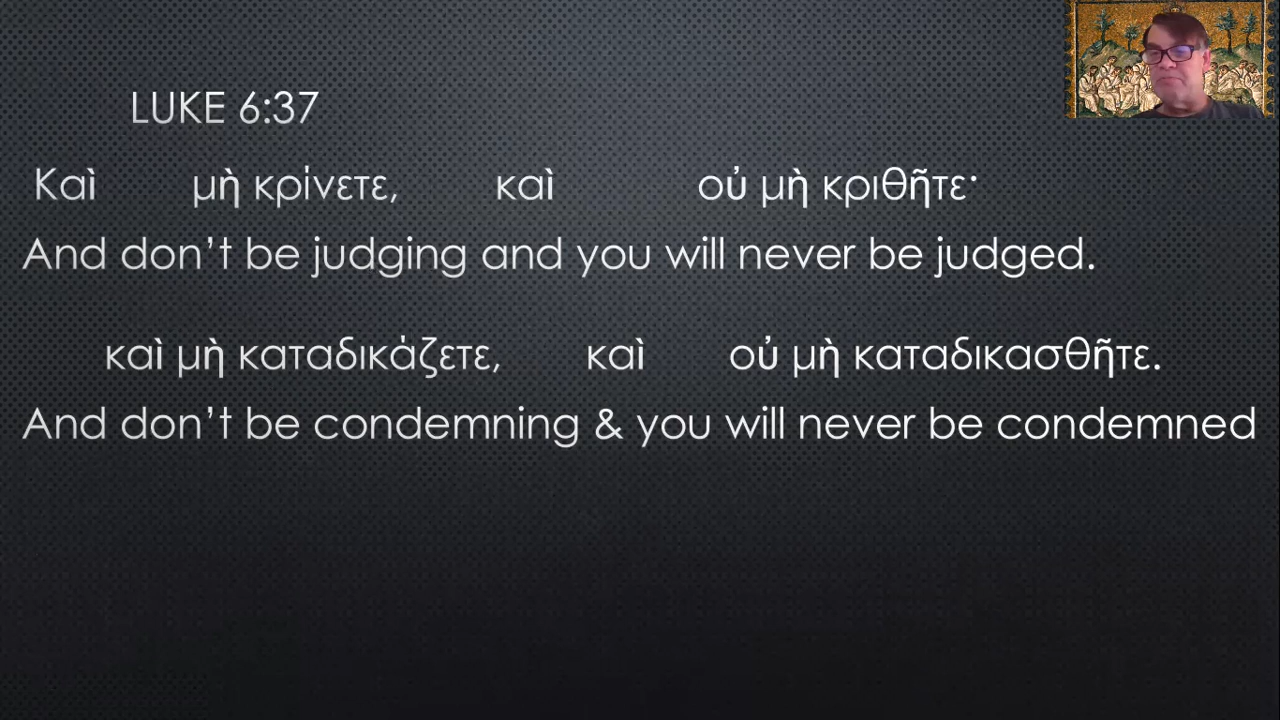 LUKE 6:37
Καὶ μὴ κρίνετε, καὶ οὐ μὴ κριθῆτε·
And don’t be judging and you will never be judged.
καὶ μὴ καταδικάζετε, καὶ οὐ μὴ καταδικασθῆτε.
And don’t be condemning & you will never be condemned